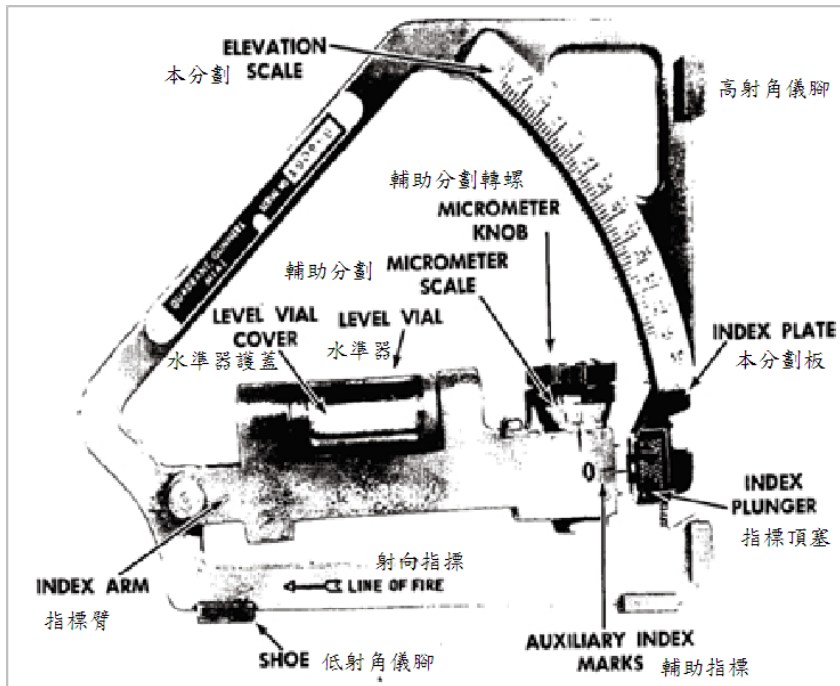 ELEVATION
本分劃 SCALE
高射角儀腳
輔助分劃轉螺
MICROMETER
KNOB
輔助分劃
MICROMETER
SCALE
LEVEL VIAL
COVER
水準器護蓋
LEVEL VIAL
水準器
INDEX PLATE
本分劃板
0
INDEX
PLUNGER
指標頂塞
射向指標
LINE OF FIRE
INDEX ARM
指標臂
SHOE 低射角儀腳
AUXILIARY INDEX
MARKS 輔助指標